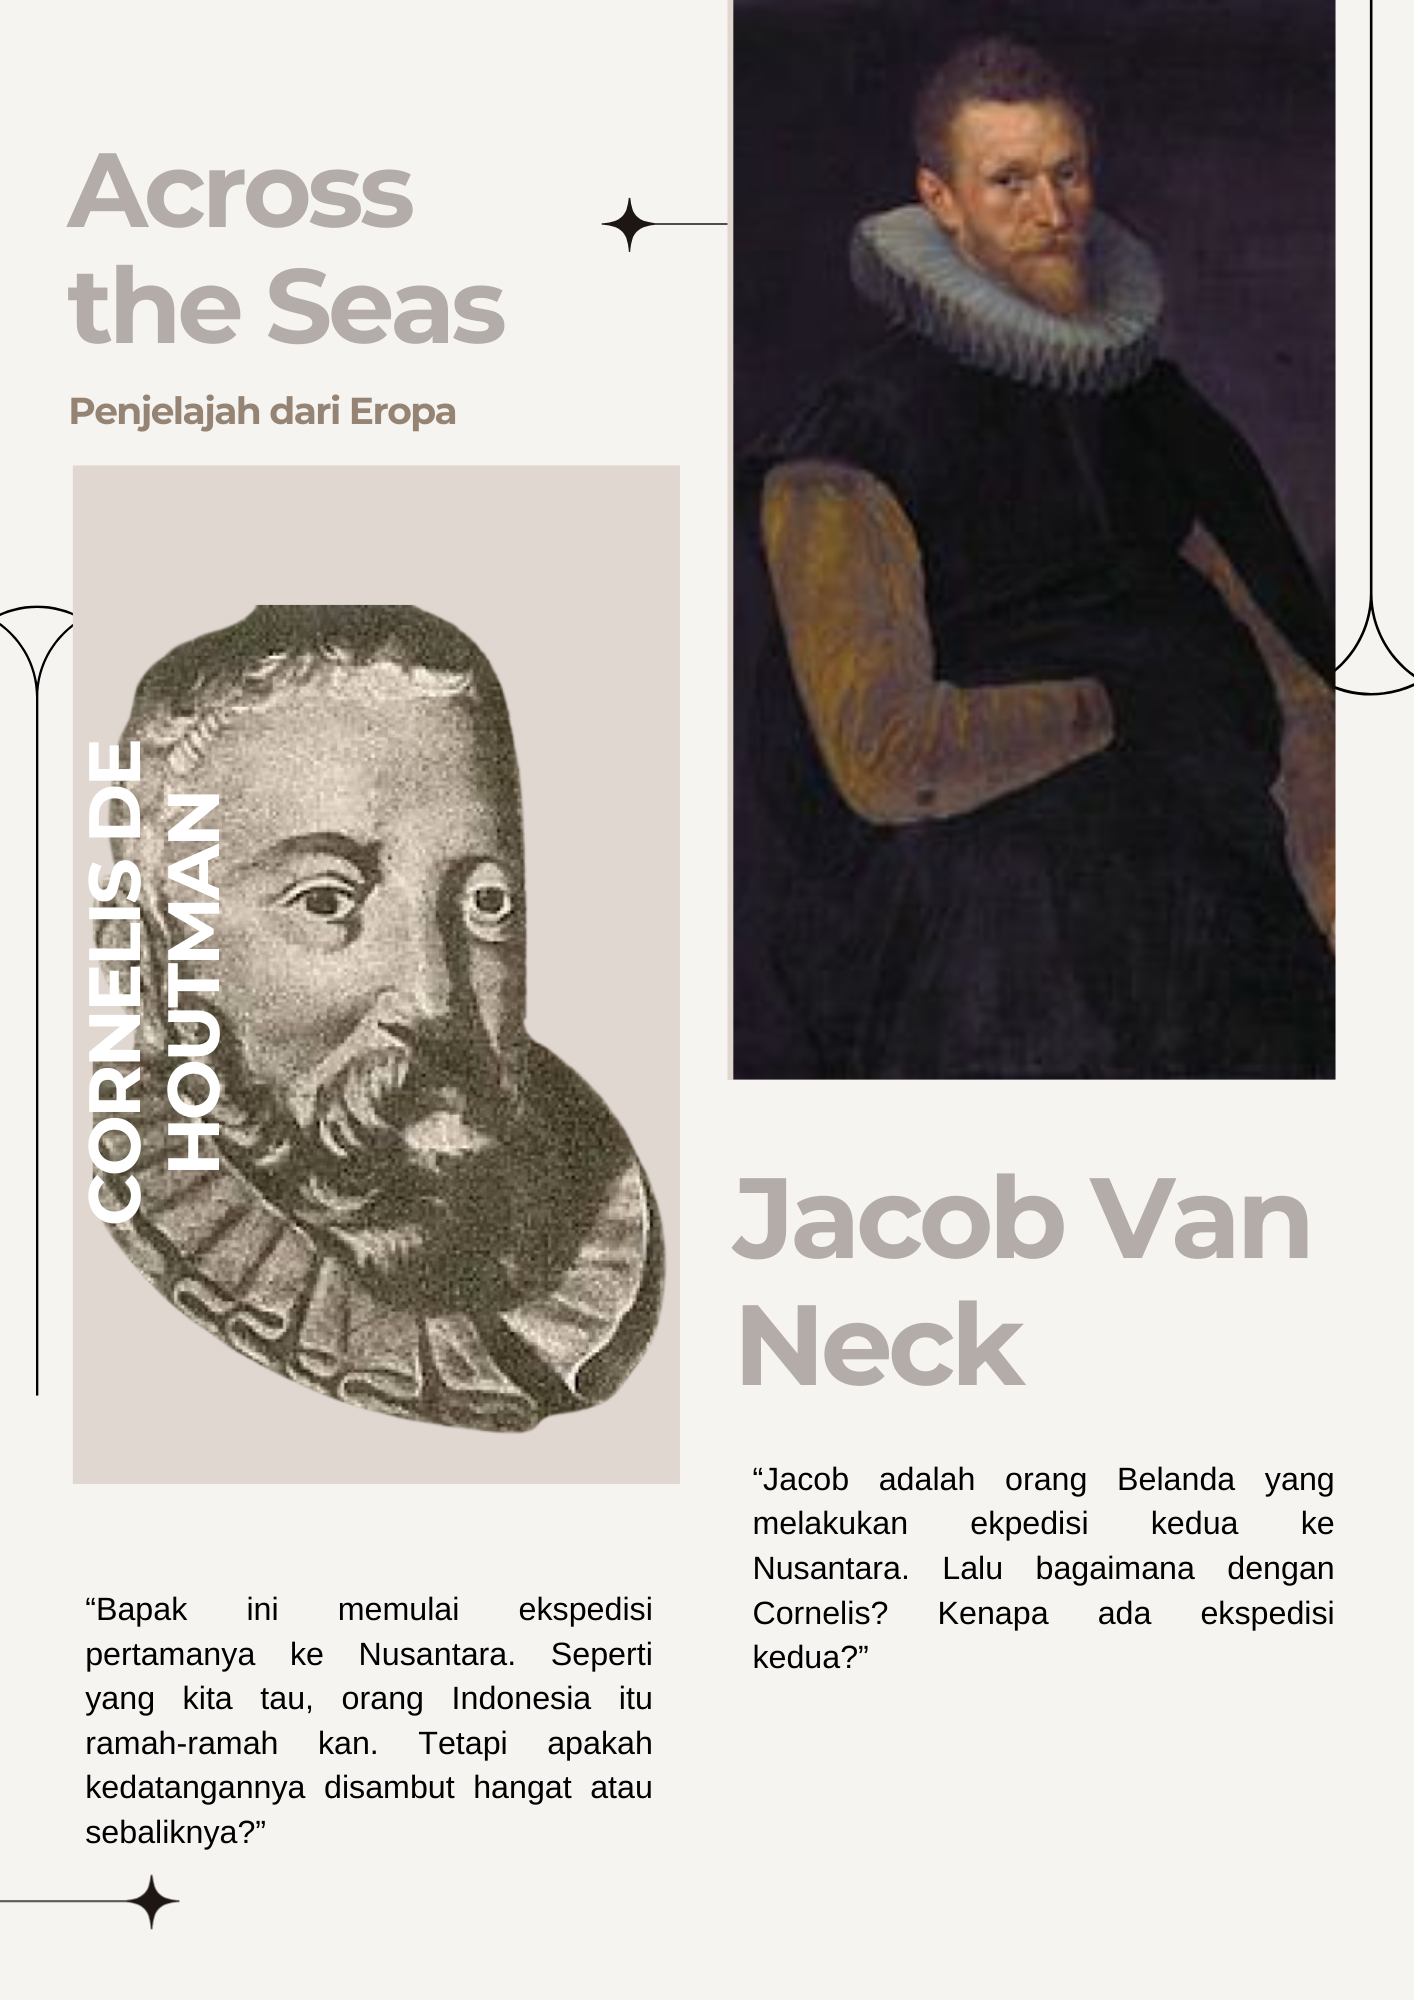 Across
the Seas
Penjelajah dari Eropa
CORNELIS DE
HOUTMAN
“Bapak ini memulai ekspedisi
pertamanya ke Nusantara. Seperti
yang kita tau, orang Indonesia itu
ramah-ramah kan. Tetapi apakah
kedatangannya disambut hangat atau
sebaliknya?”
Jacob Van
Neck
“Jacob adalah orang Belanda yang
melakukan ekpedisi kedua ke
Nusantara. Lalu bagaimana dengan
Cornelis? Kenapa ada ekspedisi
kedua?”